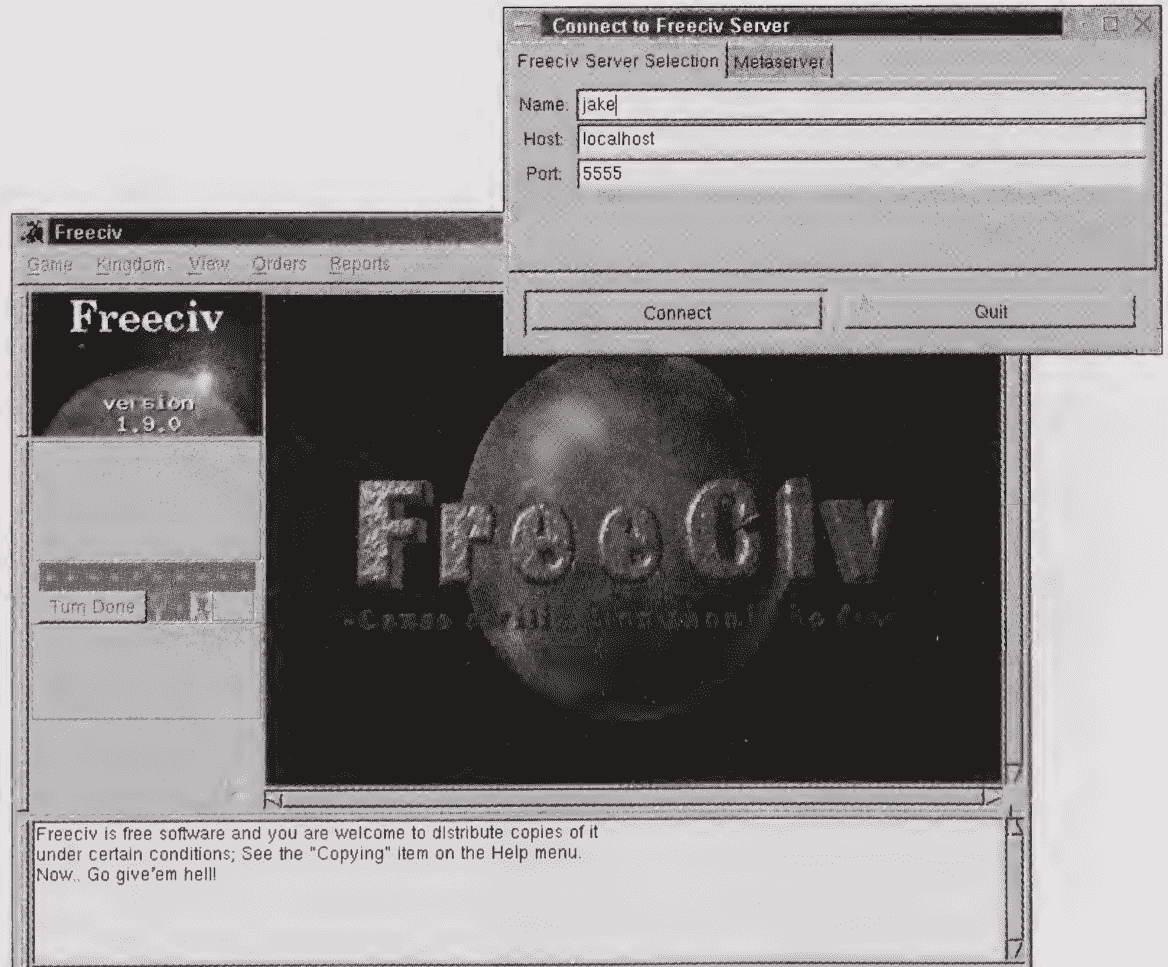 Connect to Freeciv Server
Freeciv Server Selection Metaserver
Name: jake
Host: localhost
Port: 5555
Connect Quit
Freeciv
Game Kingdom View Orders Reports
Freeciv
version
1.9.0
FreeCiv
Turn Done
Freeciv is free software and you are welcome to distribute copies of it
under certain conditions; See the "Copying" item on the Help menu.
Now.. Go give'em hell!